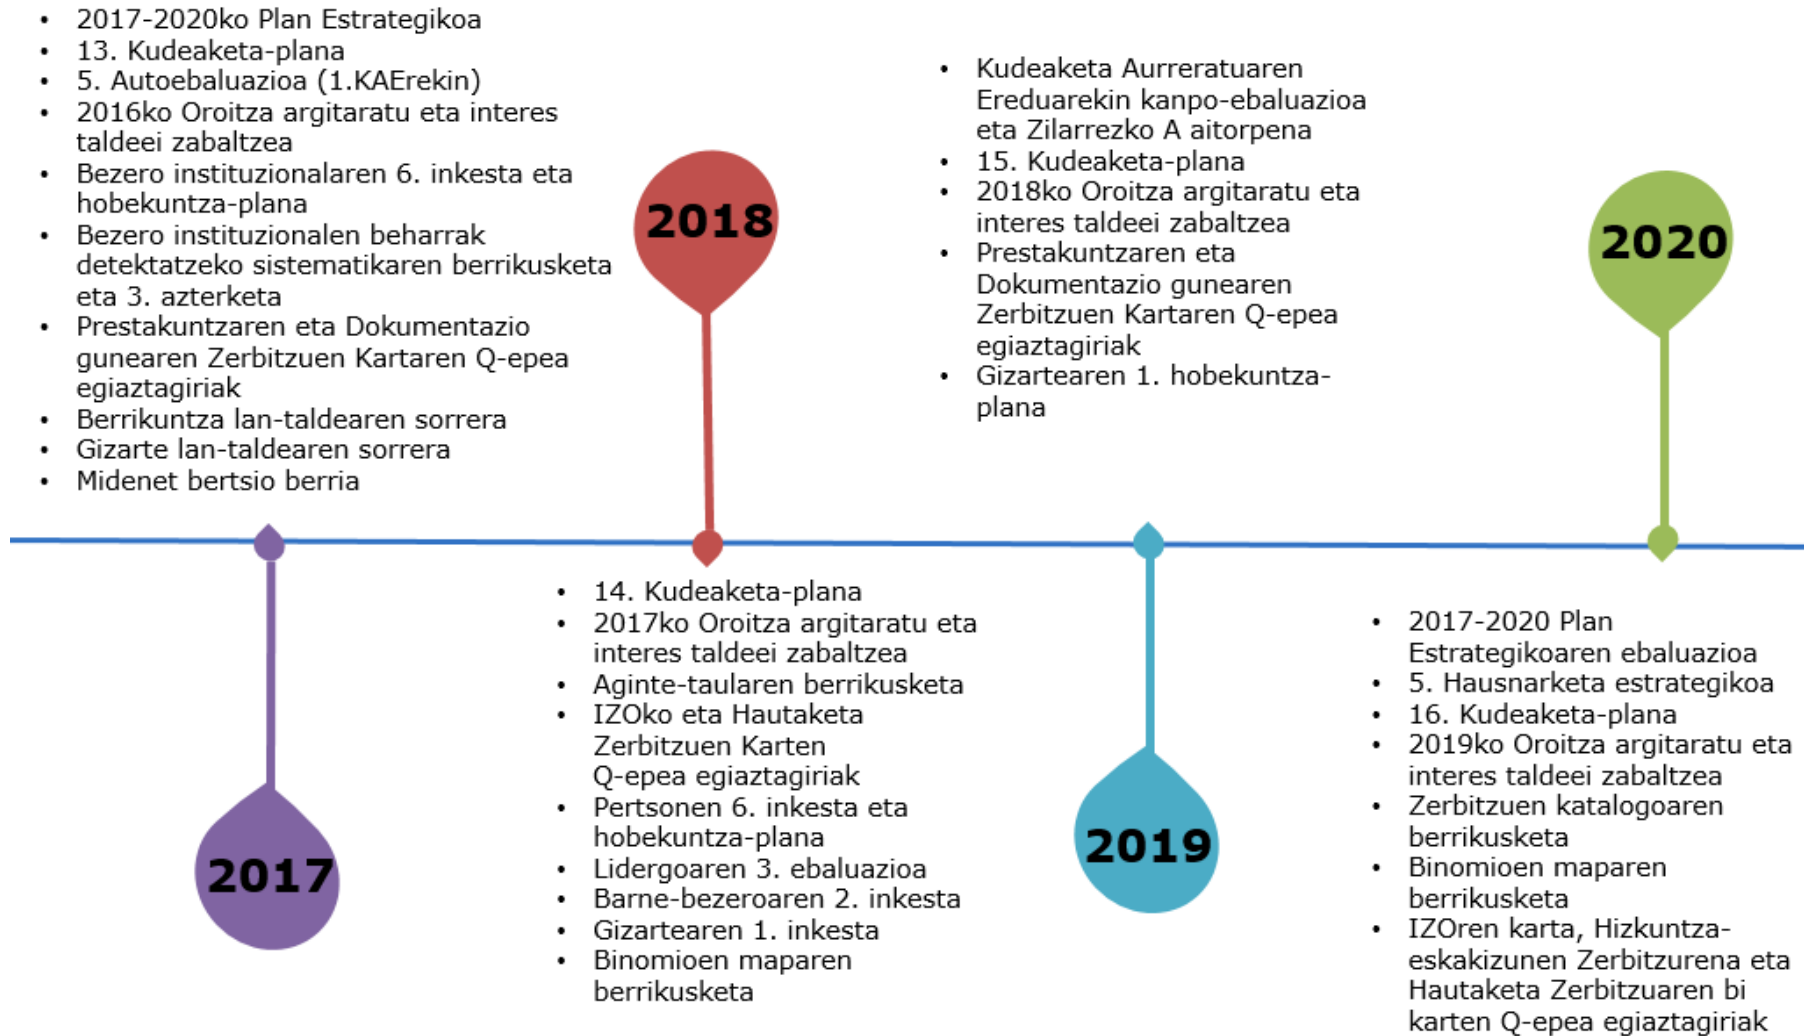 • 2017-2020ko Plan Estrategikoa
• 13. Kudeaketa-plana
• 5. Autoebaluazioa (1.KAErekin)
• 2016ko Oroitza argitaratu eta interes
taldeei zabaltzea
• Bezero instituzionalaren 6. inkesta eta
hobekuntza-plana
• Bezero instituzionalen beharrak
detektatzeko sistematikaren berrikusketa
eta 3. azterketa
• Prestakuntzaren eta Dokumentazio
gunearen Zerbitzuen Kartaren Q-epea
egiaztagiriak
• Berrikuntza lan-taldearen sorrera
• Gizarte lan-taldearen sorrera
• Midenet bertsio berria
2017
2018
• 14. Kudeaketa-plana
• 2017ko Oroitza argitaratu eta
interes taldeei zabaltzea
• Aginte-taularen berrikusketa
• IZOko eta Hautaketa
Zerbitzuen Karten
Q-epea egiaztagiriak
• Pertsonen 6. inkesta eta
hobekuntza-plana
• Lidergoaren 3. ebaluazioa
• Barne-bezeroaren 2. inkesta
• Gizartearen 1. inkesta
• Binomioen maparen
berrikusketa
• Kudeaketa Aurreratuaren
Ereduarekin kanpo-ebaluazioa
eta Zilarrezko A aitorpena
• 15. Kudeaketa-plana
• 2018ko Oroitza argitaratu eta
interes taldeei zabaltzea
• Prestakuntzaren eta
Dokumentazio gunearen
Zerbitzuen Kartaren Q-epea
egiaztagiriak
• Gizartearen 1. hobekuntza-
plana
2019
2020
• 2017-2020 Plan
Estrategikoaren ebaluazioa
• 5. Hausnarketa estrategikoa
• 16. Kudeaketa-plana
• 2019ko Oroitza argitaratu eta
interes taldeei zabaltzea
• Zerbitzuen katalogoaren
berrikusketa
• Binomioen maparen
berrikusketa
• IZOren karta, Hizkuntza-
eskakizunen Zerbitzurena eta
Hautaketa Zerbitzuaren bi
karten Q-epea egiaztagiriak